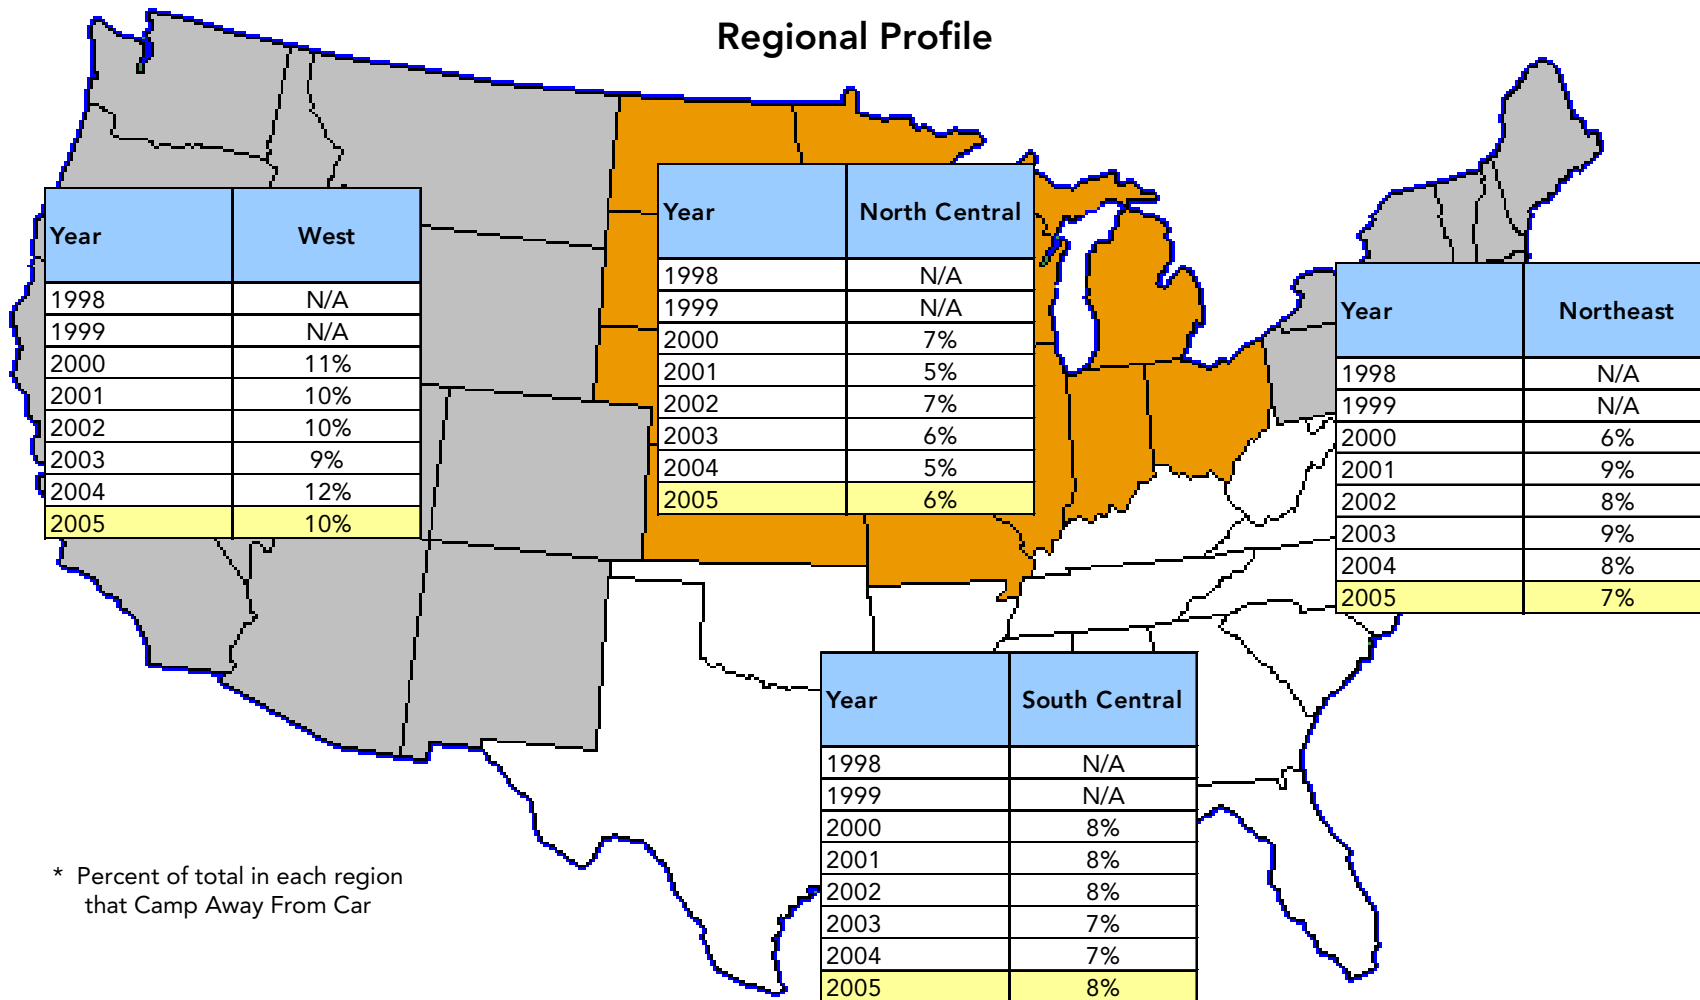 Regional Profile
Year West
1998 N/A
1999 N/A
2000 11%
2001 10%
2002 10%
2003 9%
2004 12%
2005 10%
Year North Central
1998 N/A
1999 N/A
2000 7%
2001 5%
2002 7%
2003 6%
2004 5%
2005 6%
Year Northeast
1998 N/A
1999 N/A
2000 6%
2001 9%
2002 8%
2003 9%
2004 8%
2005 7%
Year South Central
1998 N/A
1999 N/A
2000 8%
2001 8%
2002 8%
2003 7%
2004 7%
2005 8%
* Percent of total in each region
that Camp Away From Car